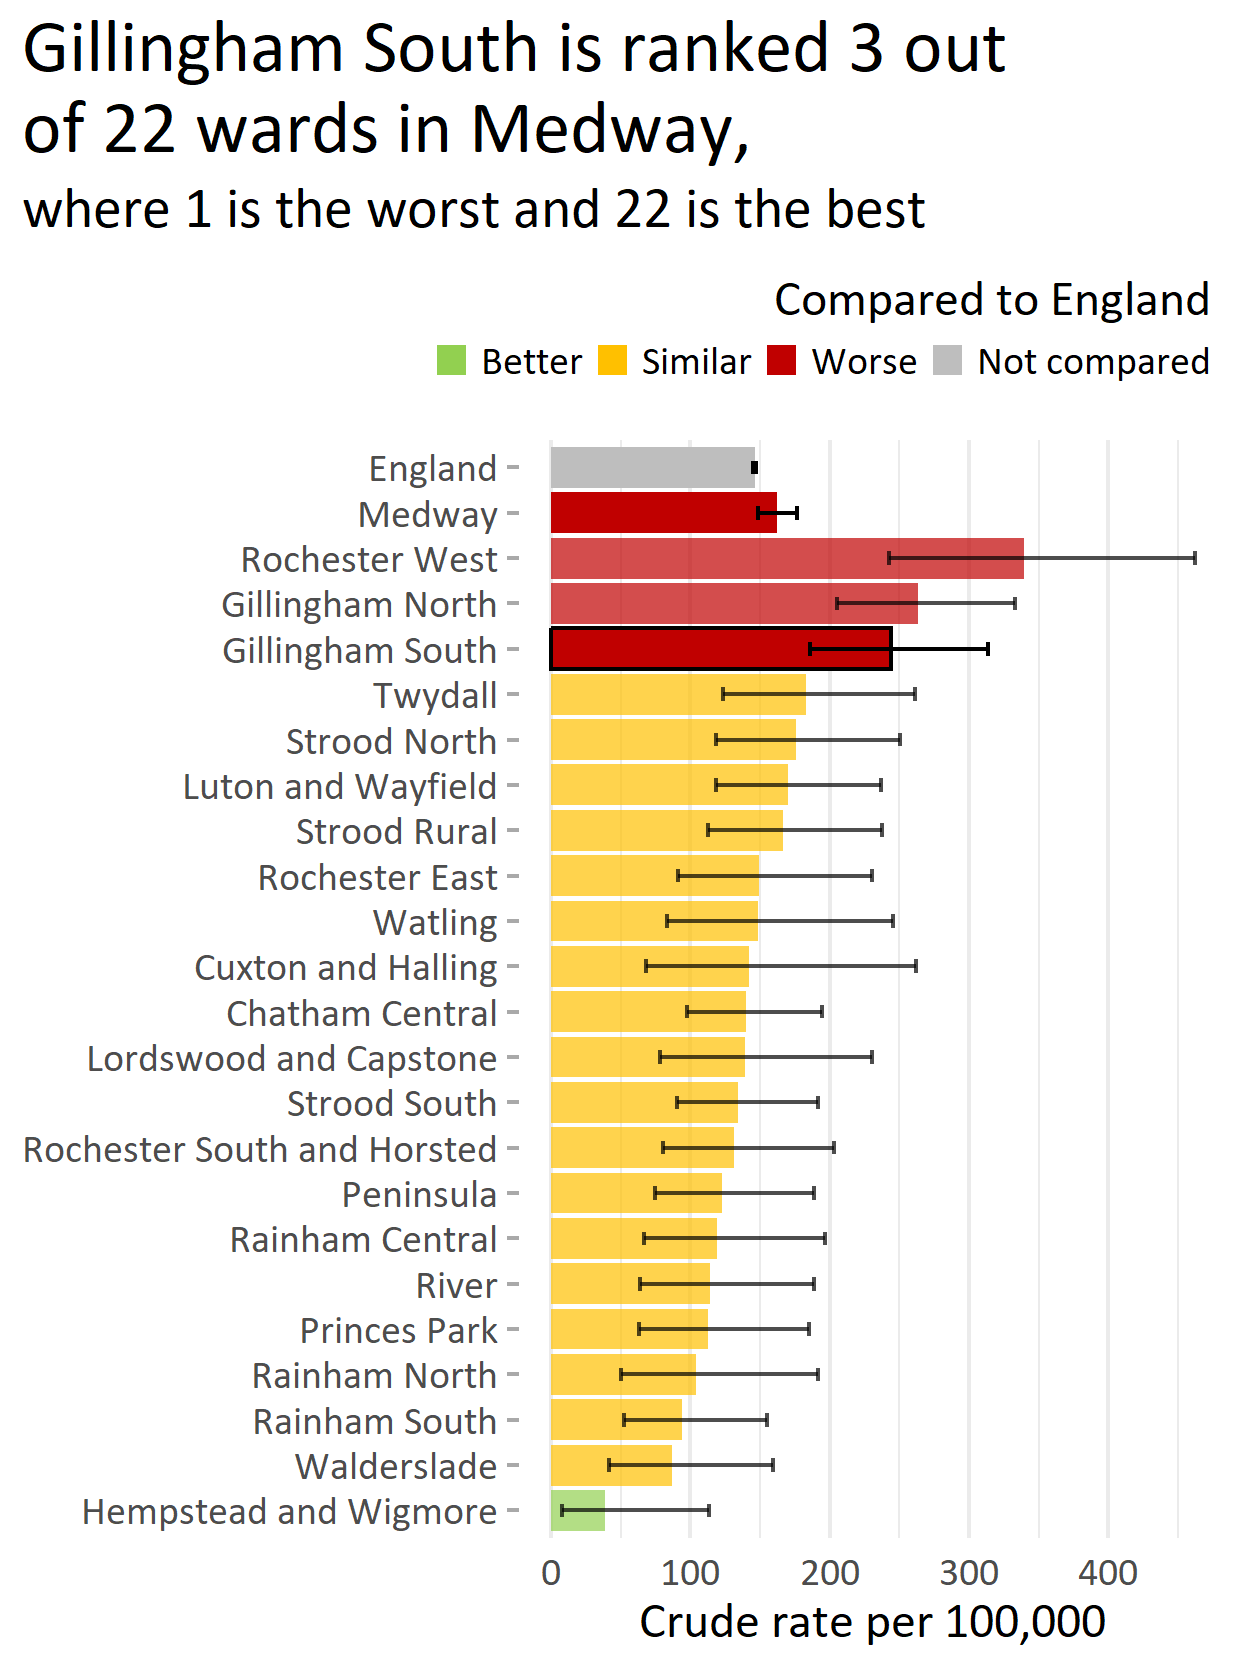 Gillingham South is ranked 3 out
of 22 wards in Medway,
where 1 is the worst and 22 is the best
Compared to England
Better Similar Worse Not compared
England
Medway
Rochester West
Gillingham North
Gillingham South
Twydall
Strood North
Luton and Wayfield
Strood Rural
Rochester East
Watling
Cuxton and Halling
Chatham Central
Lordswood and Capstone
Strood South
Rochester South and Horsted
Peninsula
Rainham Central
River
Princes Park
Rainham North
Rainham South
Walderslade
Hempstead and Wigmore
0 100 200 300 400
Crude rate per 100,000